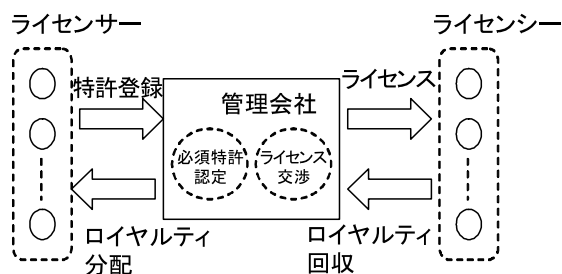 ライセンサー
ライセンシー
特許登録
管理会社
ライセンス
必須特許
認定
ライセンス
交渉
ロイヤルティ
分配
ロイヤルティ
回収